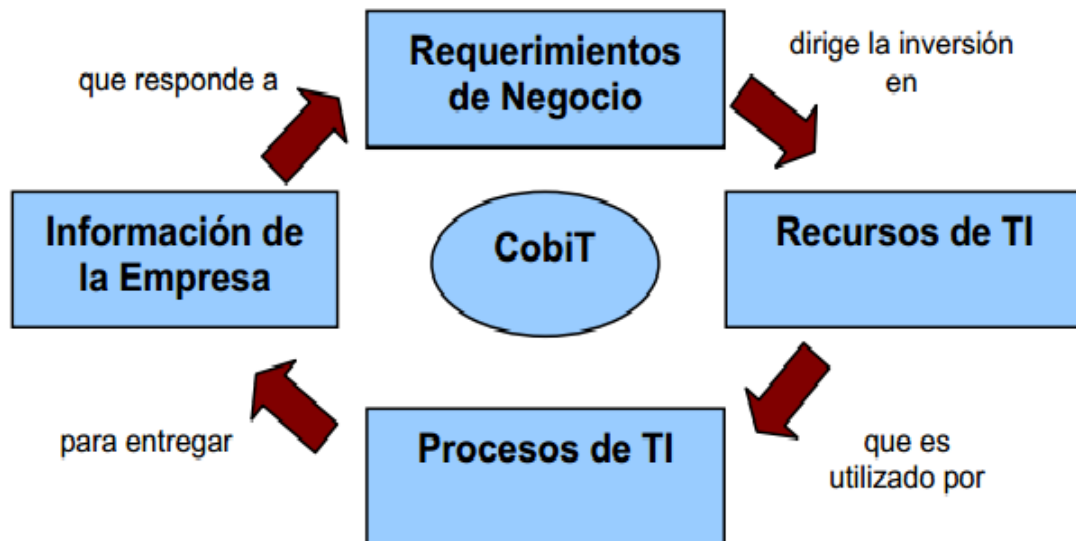 Requerimientos
de Negocio
dirige la inversión
en
que responde a
Información de
la Empresa
CobiT
Recursos de TI
para entregar
Procesos de TI
que es
utilizado por